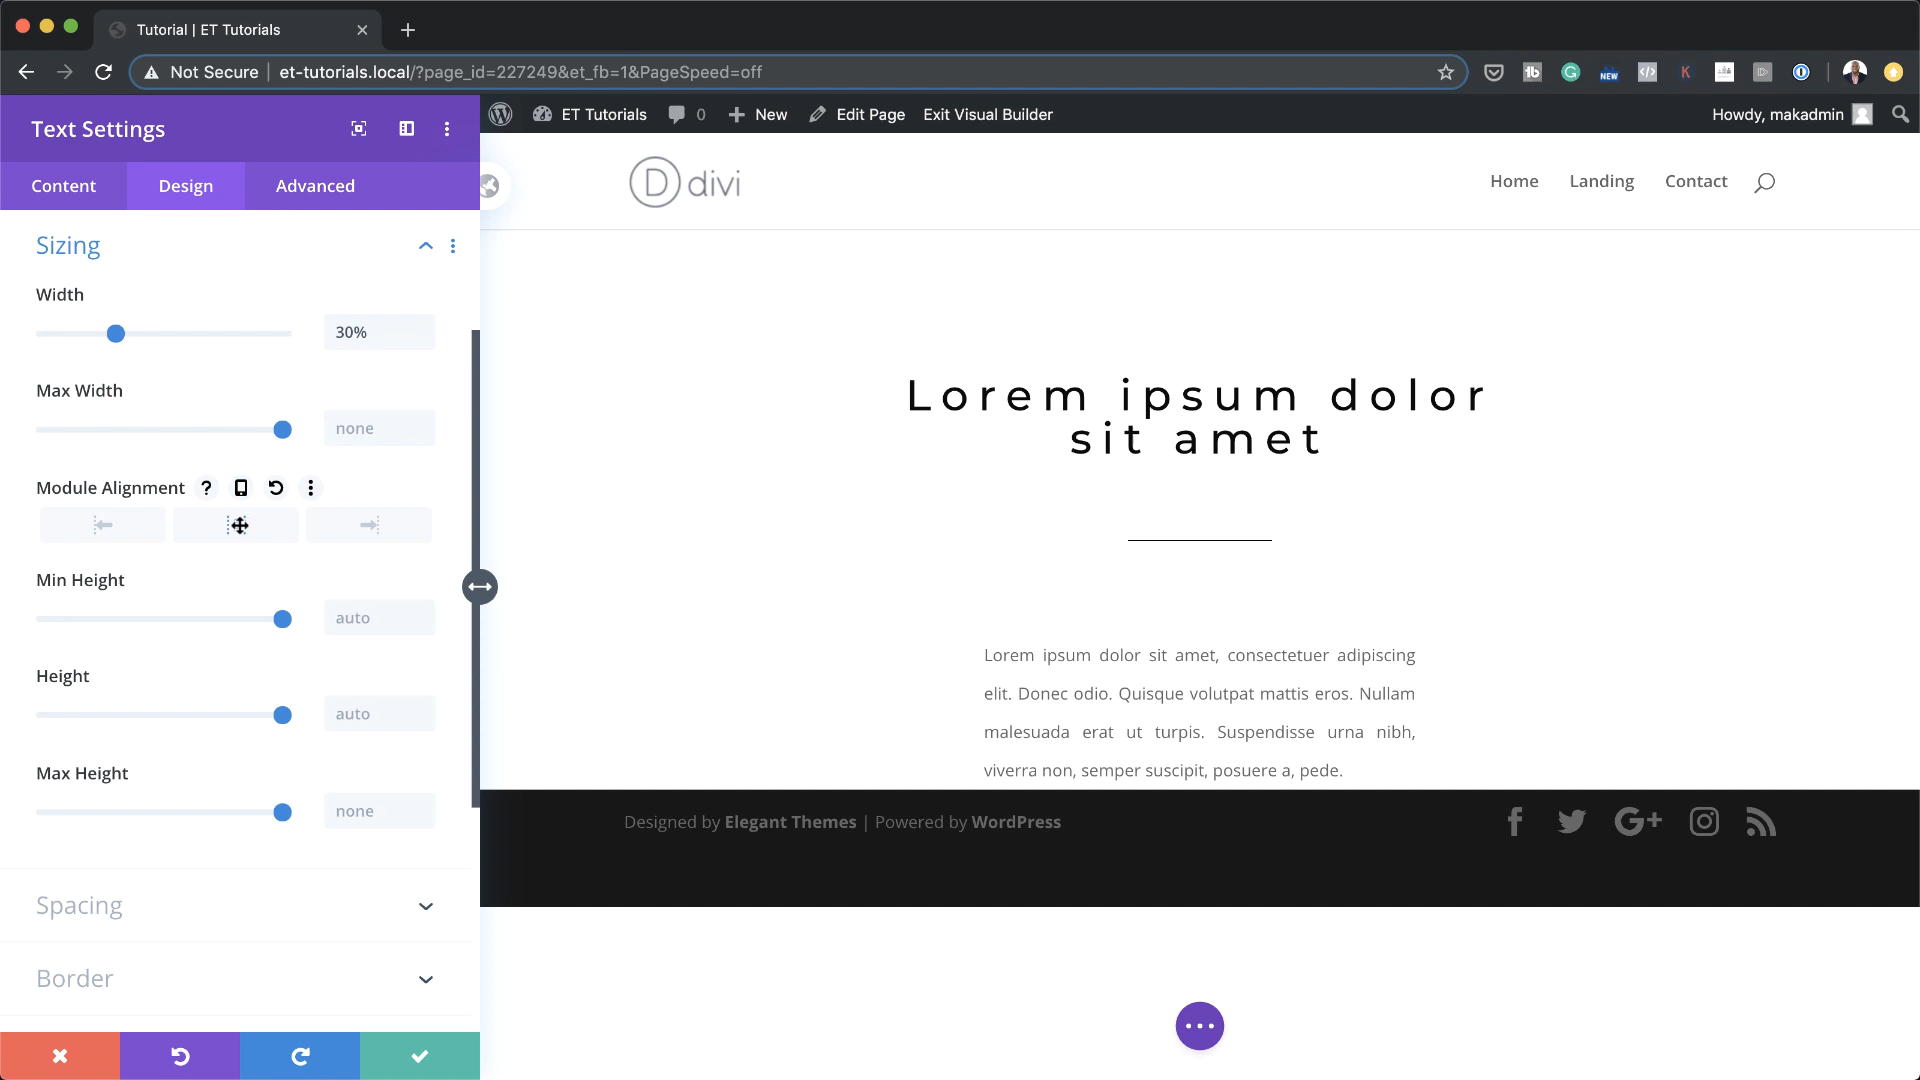 Tutorial | ET Tutorials
Not Secure | et-tutorials.local/?page_id=227249&et_fb=1&PageSpeed=off
NEW
Text Settings
ET Tutorials 0 New Edit Page Exit Visual Builder
Howdy, makadmin
Content Design Advanced
divi
Home Landing Contact
Sizing
Width
30%
Max Width
none
Module Alignment ?
Min Height
auto
Height
auto
Max Height
none
Spacing
Border
Lorem ipsum dolor
sit amet
Lorem ipsum dolor sit amet, consectetuer adipiscing
elit. Donec odio. Quisque volutpat mattis eros. Nullam
malesuada erat ut turpis. Suspendisse urna nibh,
viverra non, semper suscipit, posuere a, pede.
Designed by Elegant Themes | Powered by WordPress